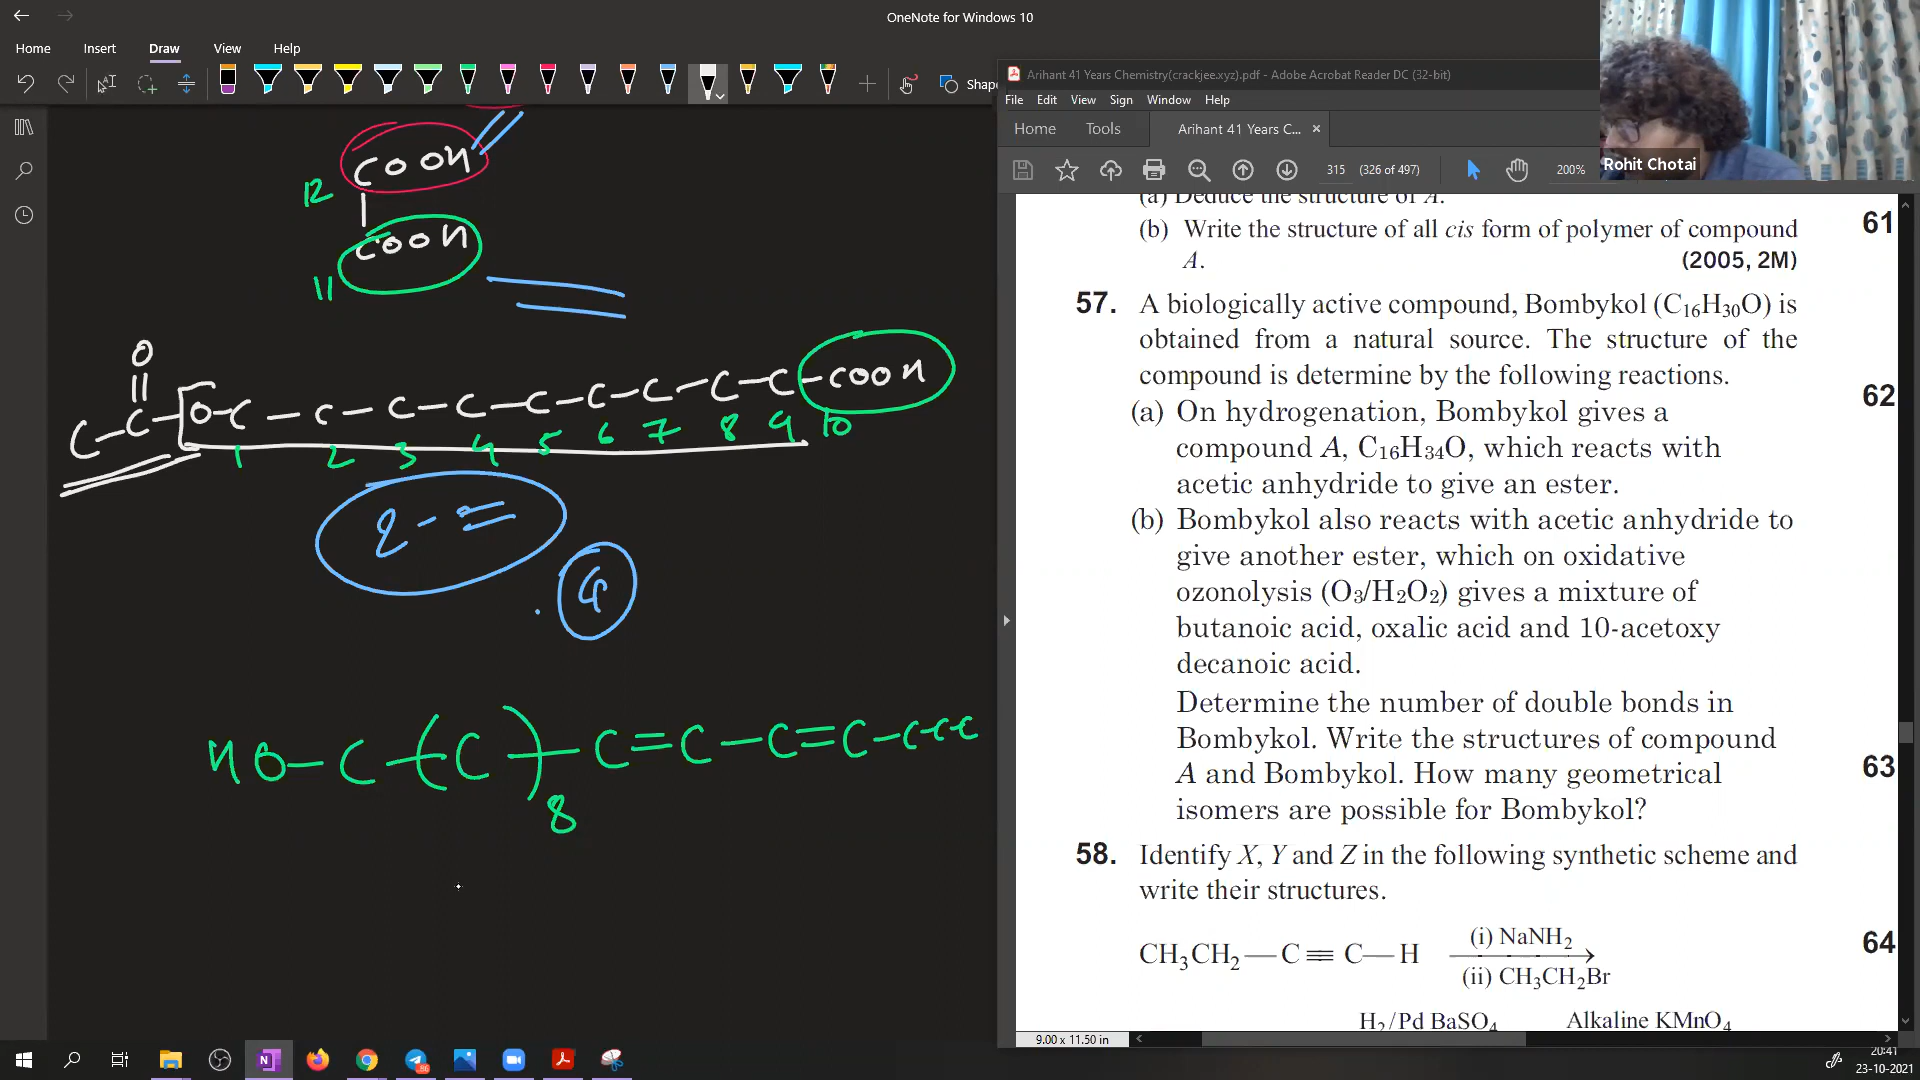 OneNote for Windows 10
Home Insert Draw View Help
Shape
COOH
12
COOH
11
O
C-C-[O-C-C-C-C-C-C-C-C-C-COOH
1 2 3 4 5 6 7 8 9 10
2-=
4
HO-C-(C)-C=C-C=C-C-C-C
8
Arihant 41 Years Chemistry(crackjee.xyz).pdf - Adobe Acrobat Reader DC (32-bit)
File Edit View Sign Window Help
Home Tools Arihant 41 Years C... ×
315 (326 of 497) 200%
Rohit Chotai
(a) Deduce the structure of A.
(b) Write the structure of all cis form of polymer of compound
A. (2005, 2M)
57. A biologically active compound, Bombykol (C₁₆H₃₀O) is
obtained from a natural source. The structure of the
compound is determine by the following reactions.
(a) On hydrogenation, Bombykol gives a
compound A, C₁₆H₃₄O, which reacts with
acetic anhydride to give an ester.
(b) Bombykol also reacts with acetic anhydride to
give another ester, which on oxidative
ozonolysis (O₃/H₂O₂) gives a mixture of
butanoic acid, oxalic acid and 10-acetoxy
decanoic acid.
Determine the number of double bonds in
Bombykol. Write the structures of compound
A and Bombykol. How many geometrical
isomers are possible for Bombykol?
58. Identify X, Y and Z in the following synthetic scheme and
write their structures.
(i) NaNH₂
CH₃CH₂—C≡C—H
(ii) CH₃CH₂Br
H₂/Pd BaSO₄ Alkaline KMnO₄
61
62
63
64
9.00 x 11.50 in
20:41
23-10-2021